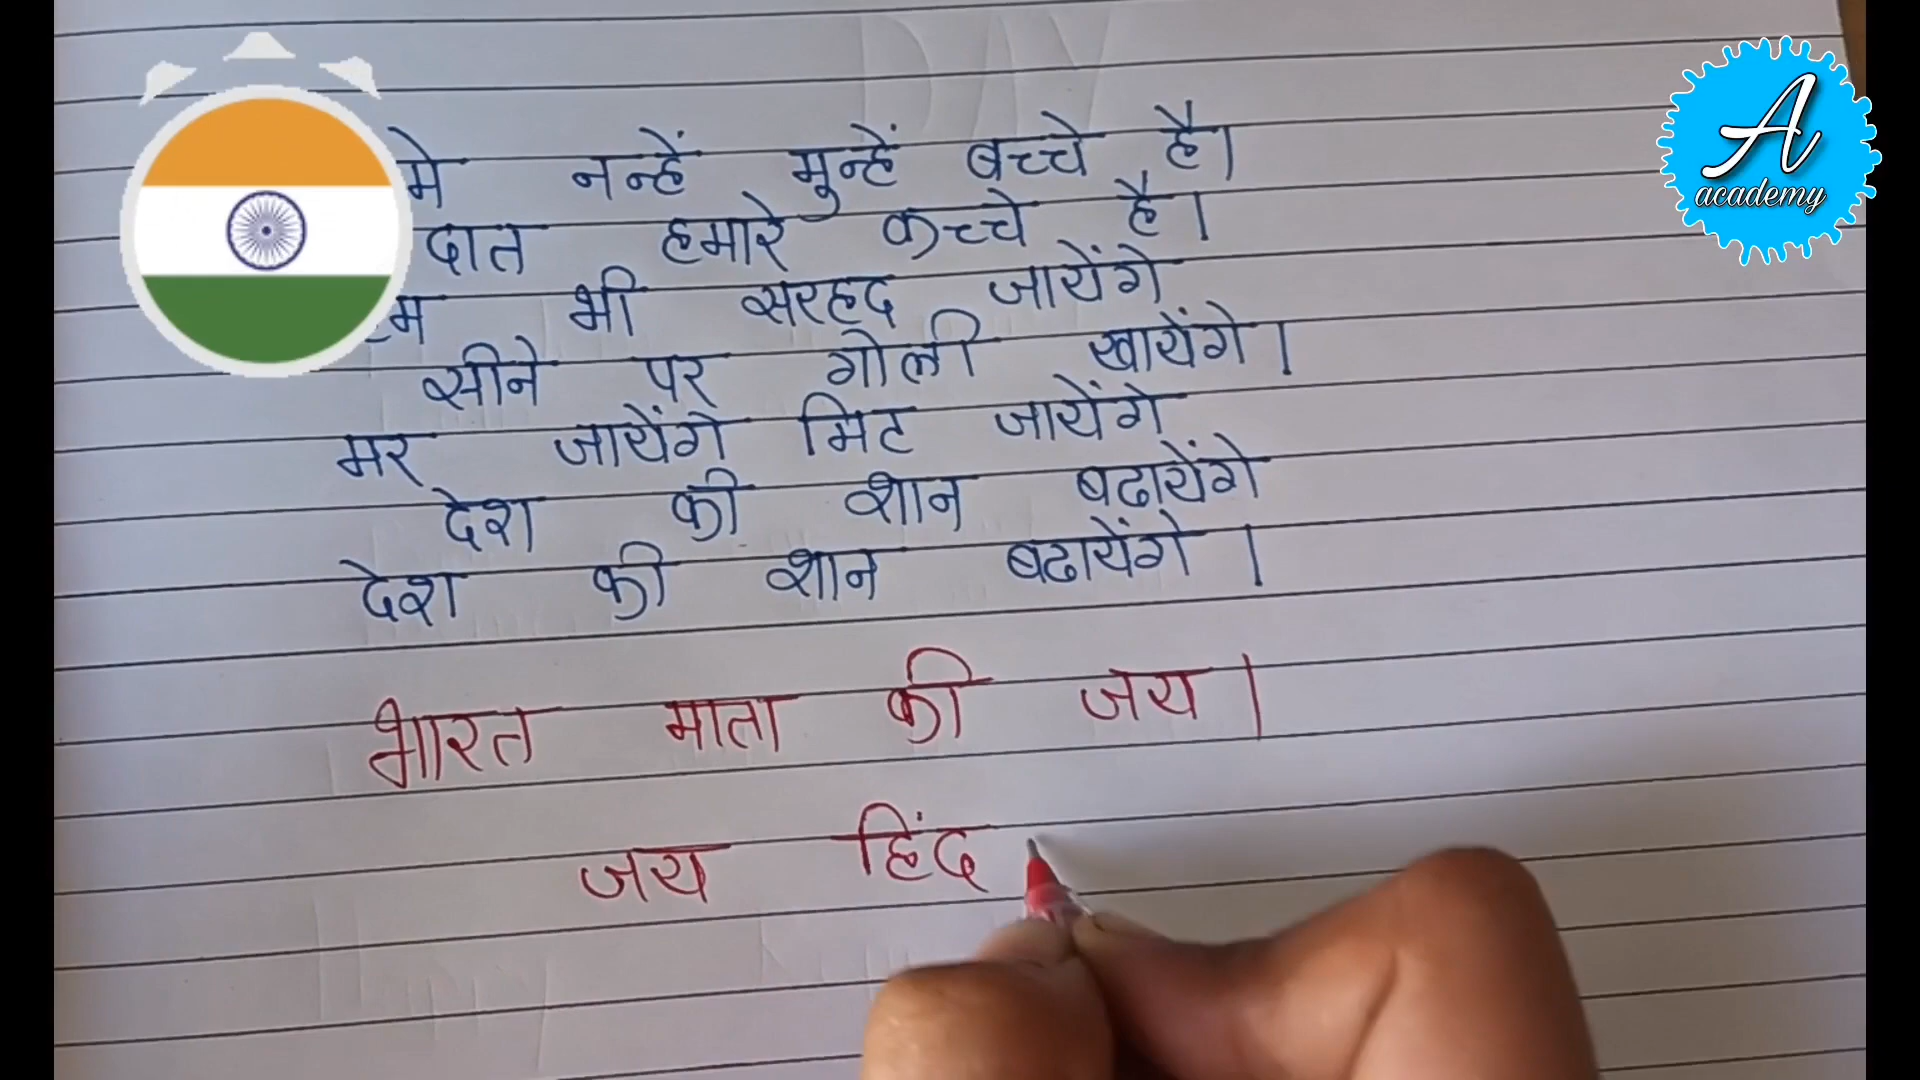 मे नन्हें मुन्हें बच्चे है।
दात हमारे कच्चे है।
भी सरहद जायेंगे
सीने पर गोली खायेंगे।
मर जायेंगे मिट जायेंगे
देश की शान बढायेंगे
देश की शान बढायेंगे।
भारत माता की जय।
जय हिंद
A
academy